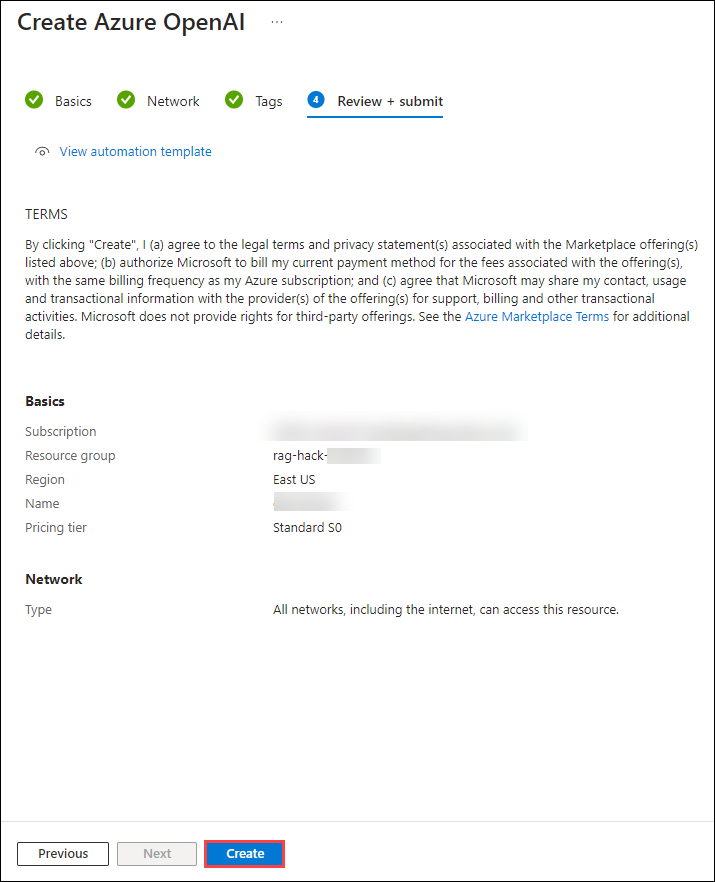 Create Azure OpenAI ...
Basics Network Tags 4 Review + submit
View automation template
TERMS
By clicking "Create", I (a) agree to the legal terms and privacy statement(s) associated with the Marketplace offering(s)
listed above; (b) authorize Microsoft to bill my current payment method for the fees associated with the offering(s),
with the same billing frequency as my Azure subscription; and (c) agree that Microsoft may share my contact, usage
and transactional information with the provider(s) of the offering(s) for support, billing and other transactional
activities. Microsoft does not provide rights for third-party offerings. See the Azure Marketplace Terms for additional
details.
Basics
Subscription
Resource group rag-hack-
Region East US
Name
Pricing tier Standard S0
Network
Type All networks, including the internet, can access this resource.
Previous Next Create